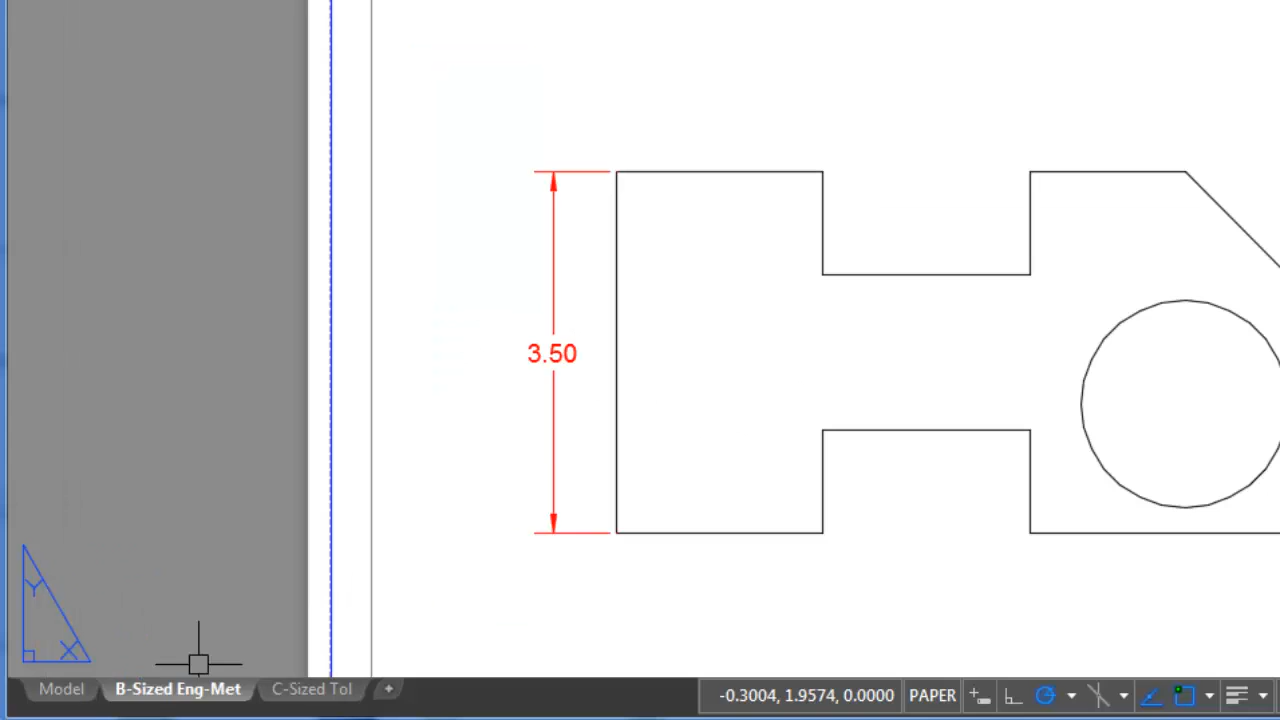 3.50
Y
X
Model B-Sized Eng-Met C-Sized Tol +
-0.3004, 1.9574, 0.0000 PAPER